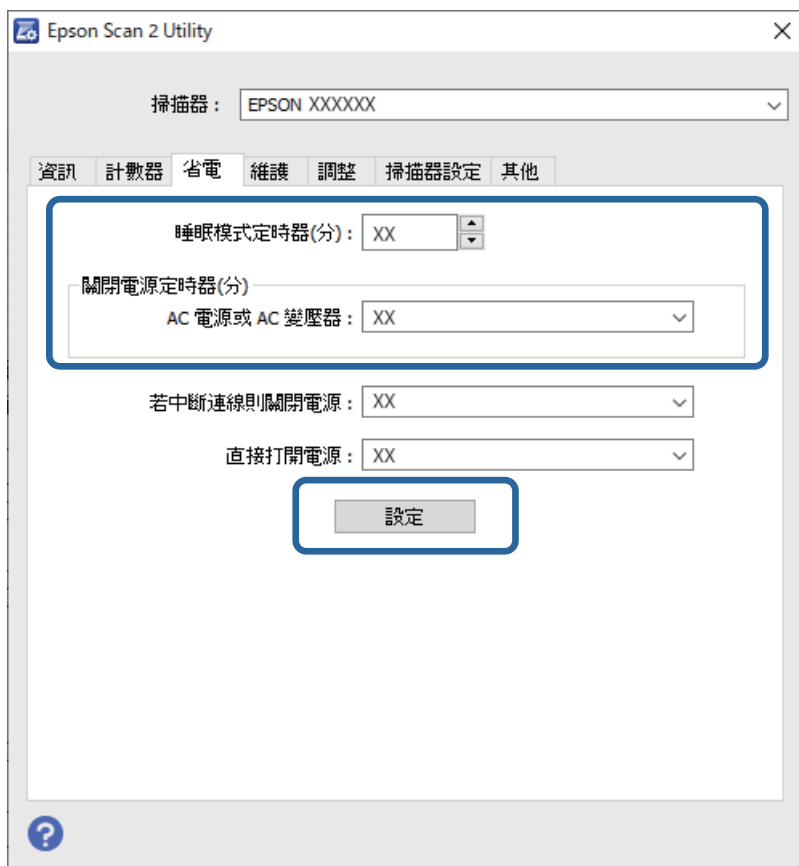 Epson Scan 2 Utility
掃描器： EPSON XXXXXX
資訊 計數器 省電 維護 調整 掃描器設定 其他
睡眠模式定時器(分)： XX
關閉電源定時器(分)
AC 電源或 AC 變壓器： XX
若中斷連線則關閉電源： XX
直接打開電源： XX
設定
?